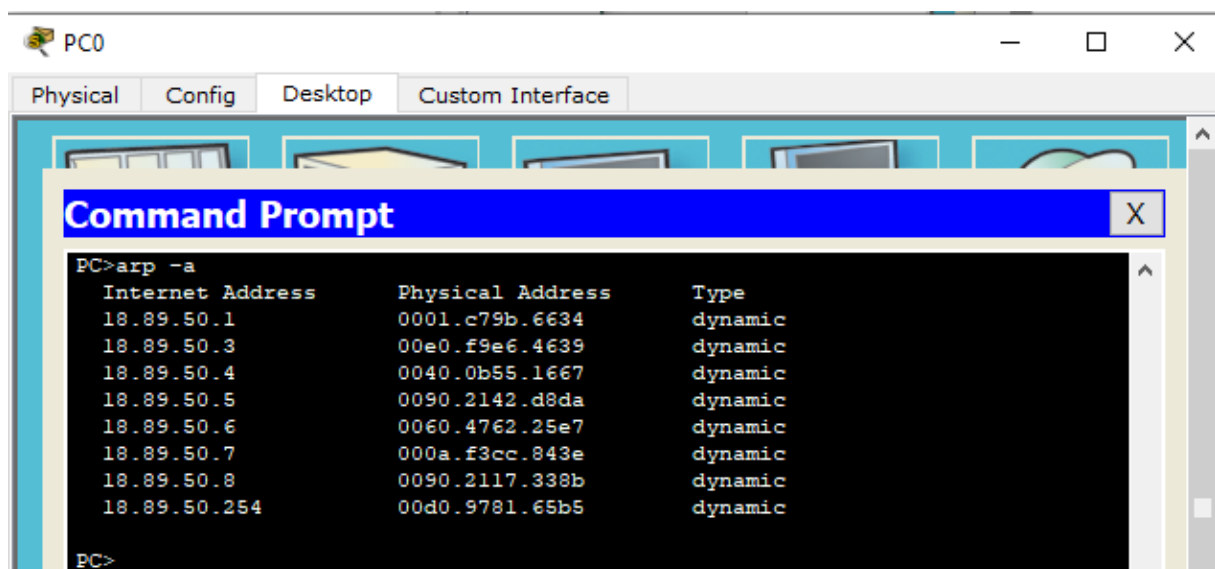 PC0
Physical Config Desktop Custom Interface
Command Prompt X
PC>arp -a
Internet Address Physical Address Type
18.89.50.1 0001.c79b.6634 dynamic
18.89.50.3 00e0.f9e6.4639 dynamic
18.89.50.4 0040.0b55.1667 dynamic
18.89.50.5 0090.2142.d8da dynamic
18.89.50.6 0060.4762.25e7 dynamic
18.89.50.7 000a.f3cc.843e dynamic
18.89.50.8 0090.2117.338b dynamic
18.89.50.254 00d0.9781.65b5 dynamic
PC>